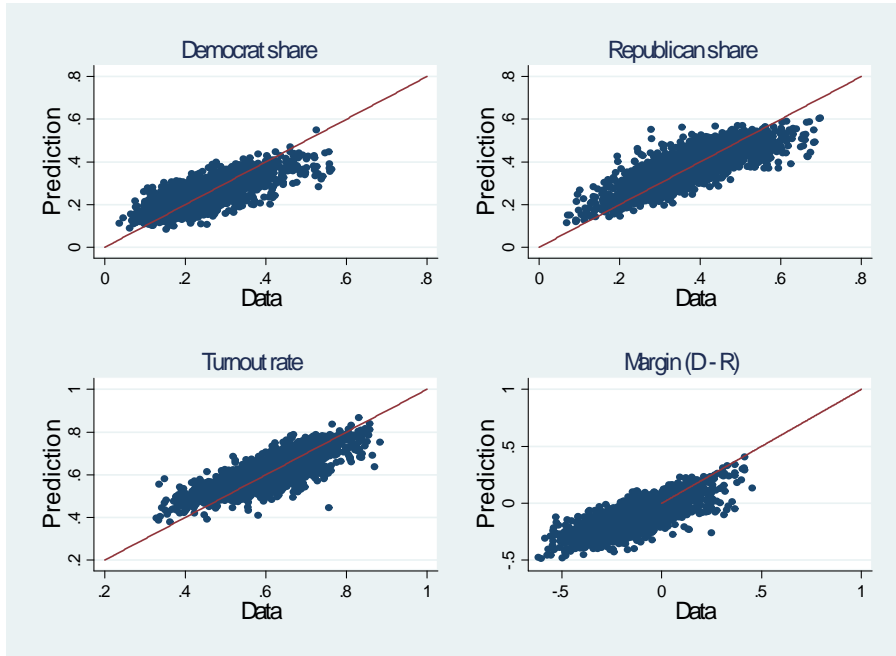 Democrat share
Republican share
.8
.6
.4
.2
0
Prediction
0 .2 .4 .6 .8
Data
.8
.6
.4
.2
0
Prediction
0 .2 .4 .6 .8
Data
Turnout rate
Margin (D - R)
1
.8
.6
.4
.2
Prediction
.2 .4 .6 .8 1
Data
1
.5
0
-.5
Prediction
-.5 0 .5 1
Data